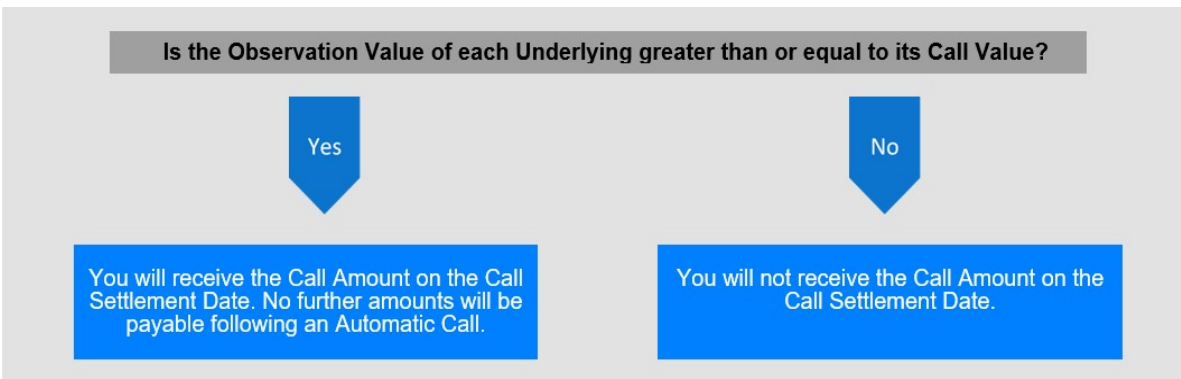 Is the Observation Value of each Underlying greater than or equal to its Call Value?
Yes
No
You will receive the Call Amount on the Call
Settlement Date. No further amounts will be
payable following an Automatic Call.
You will not receive the Call Amount on the
Call Settlement Date.